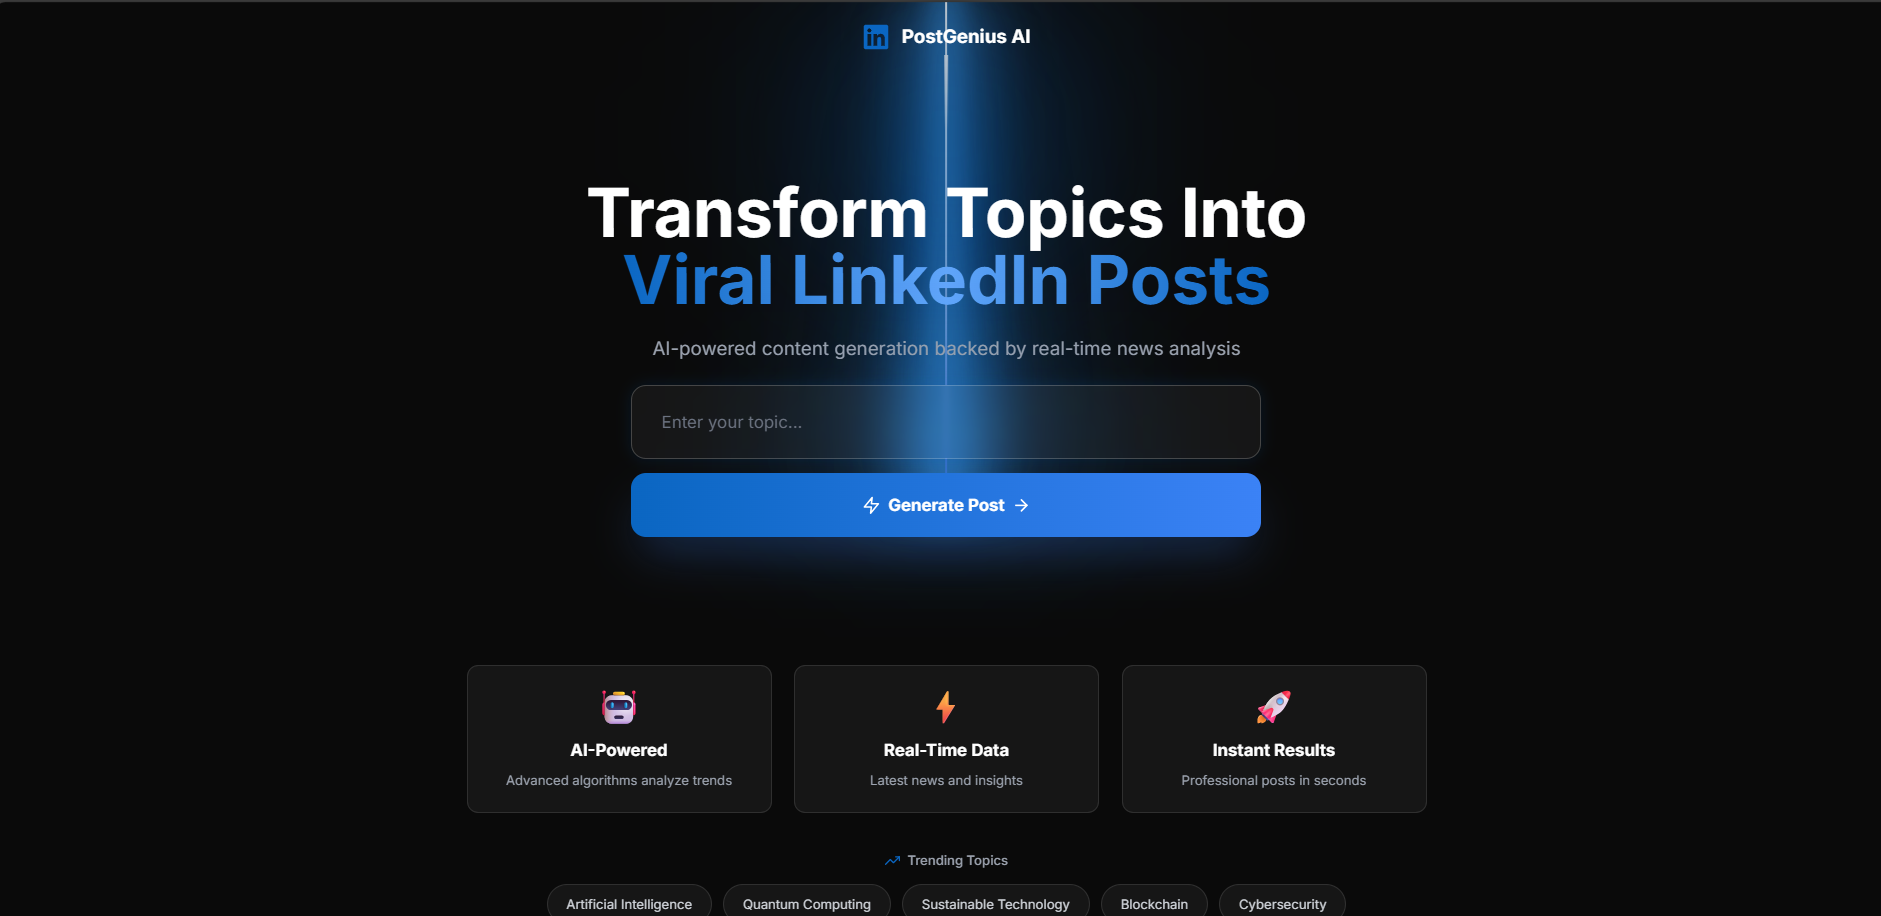 in PostGenius AI
Transform Topics Into
Viral LinkedIn Posts
AI-powered content generation backed by real-time news analysis
Enter your topic...
Generate Post
AI-Powered
Advanced algorithms analyze trends
Real-Time Data
Latest news and insights
Instant Results
Professional posts in seconds
Trending Topics
Artificial Intelligence
Quantum Computing
Sustainable Technology
Blockchain
Cybersecurity